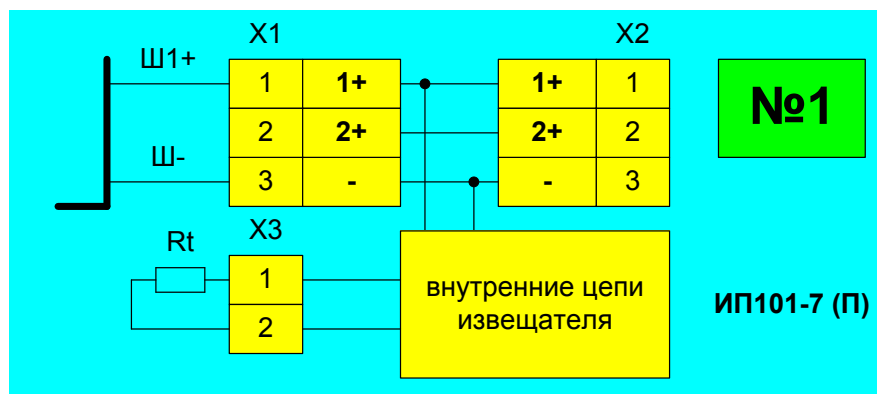 X1
X2
Ш1+
1
1+
1+
1
№1
2
2+
2+
2
Ш-
3
-
-
3
Rt
X3
1
2
внутренние цепи
извещателя
ИП101-7 (П)